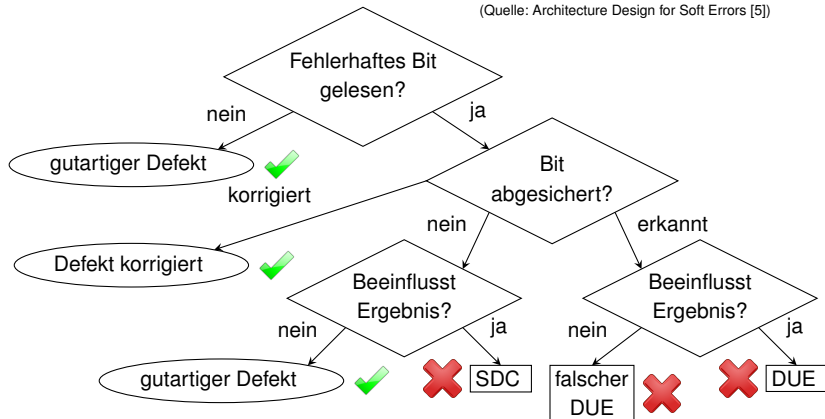 (Quelle: Architecture Design for Soft Errors [5])
Fehlerhaftes Bit
gelesen?
nein
ja
gutartiger Defekt
korrigiert
Bit
abgesichert?
nein
erkannt
Defekt korrigiert
Beeinflusst
Ergebnis?
Beeinflusst
Ergebnis?
nein
ja
nein
ja
gutartiger Defekt
SDC
falscher
DUE
DUE